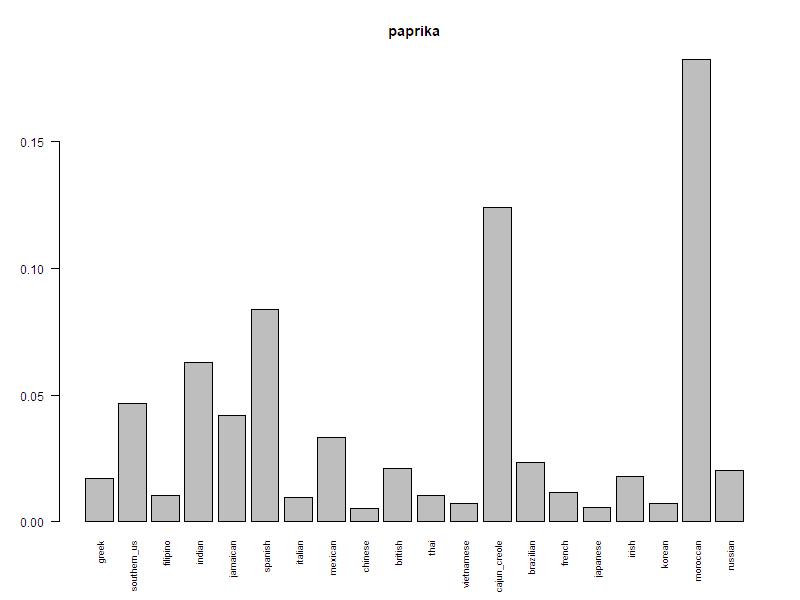 paprika
0.15
0.10
0.05
0.00
greek
southern_us
filipino
indian
jamaican
spanish
italian
mexican
chinese
british
thai
vietnamese
cajun_creole
brazilian
french
japanese
irish
korean
moroccan
russian